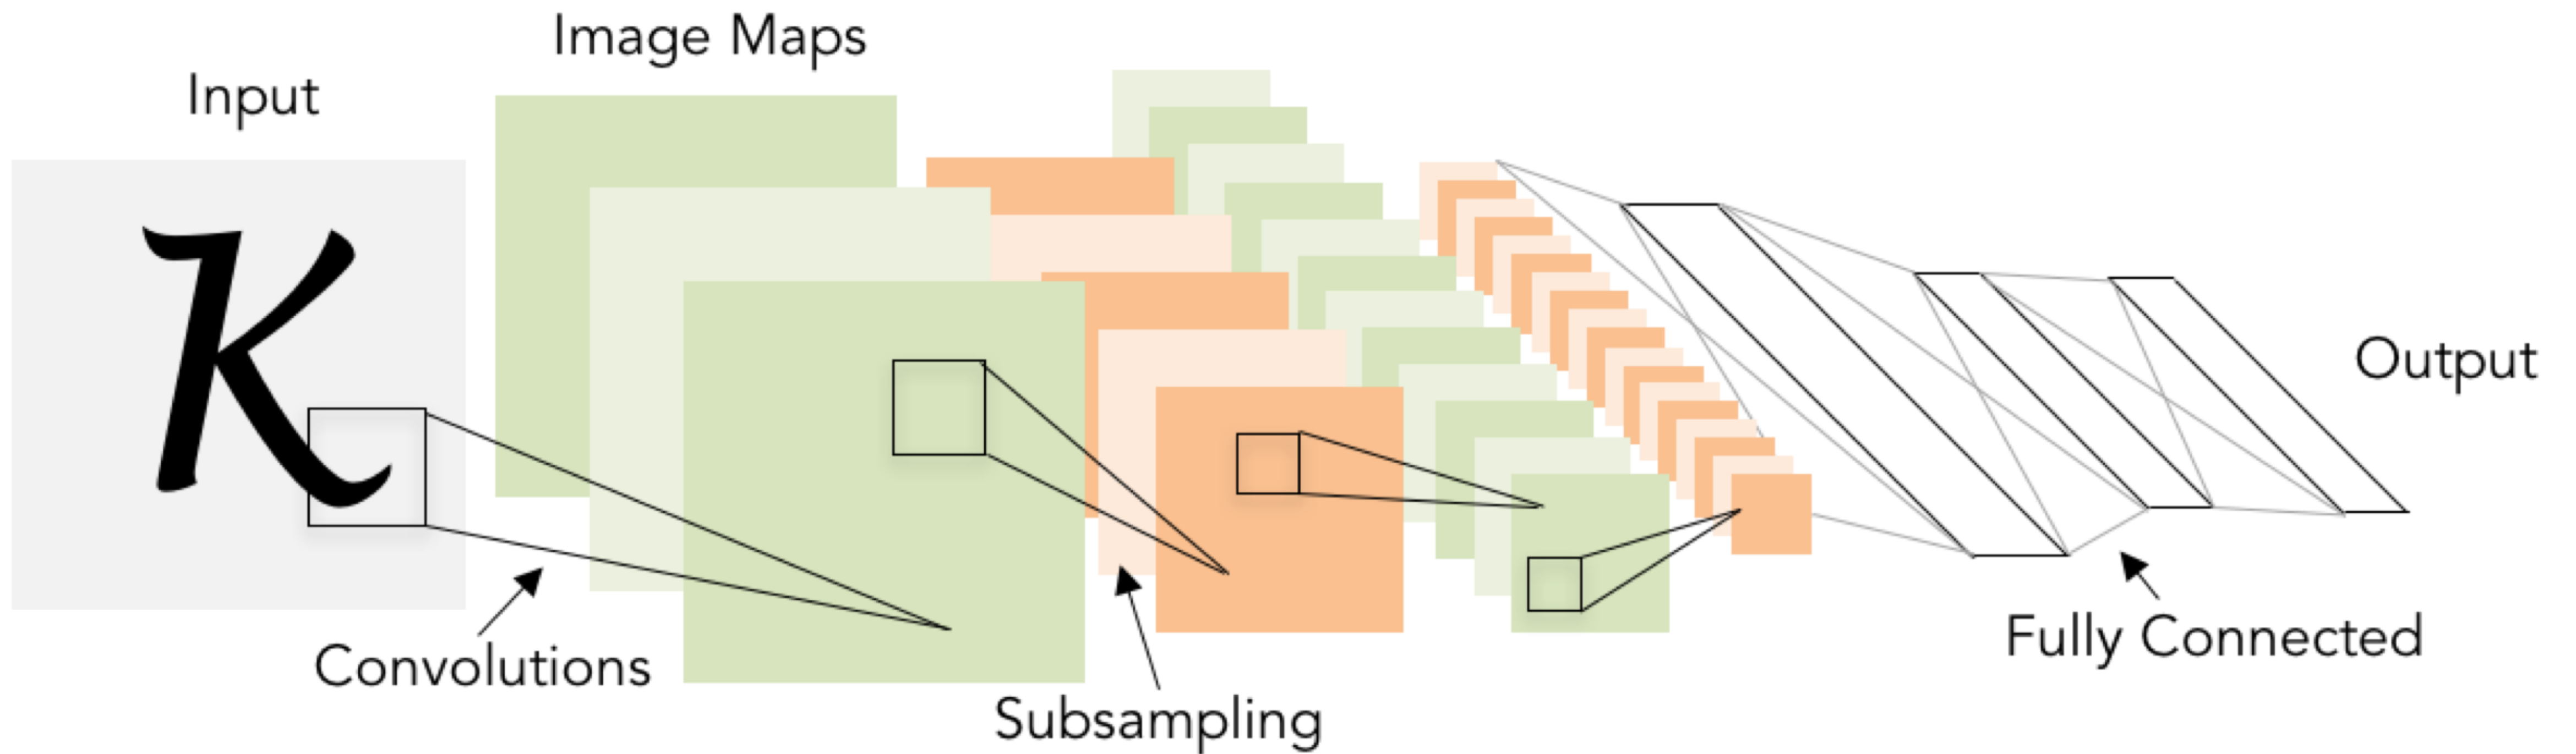 Image Maps
Input
K
Output
Convolutions
Fully Connected
Subsampling